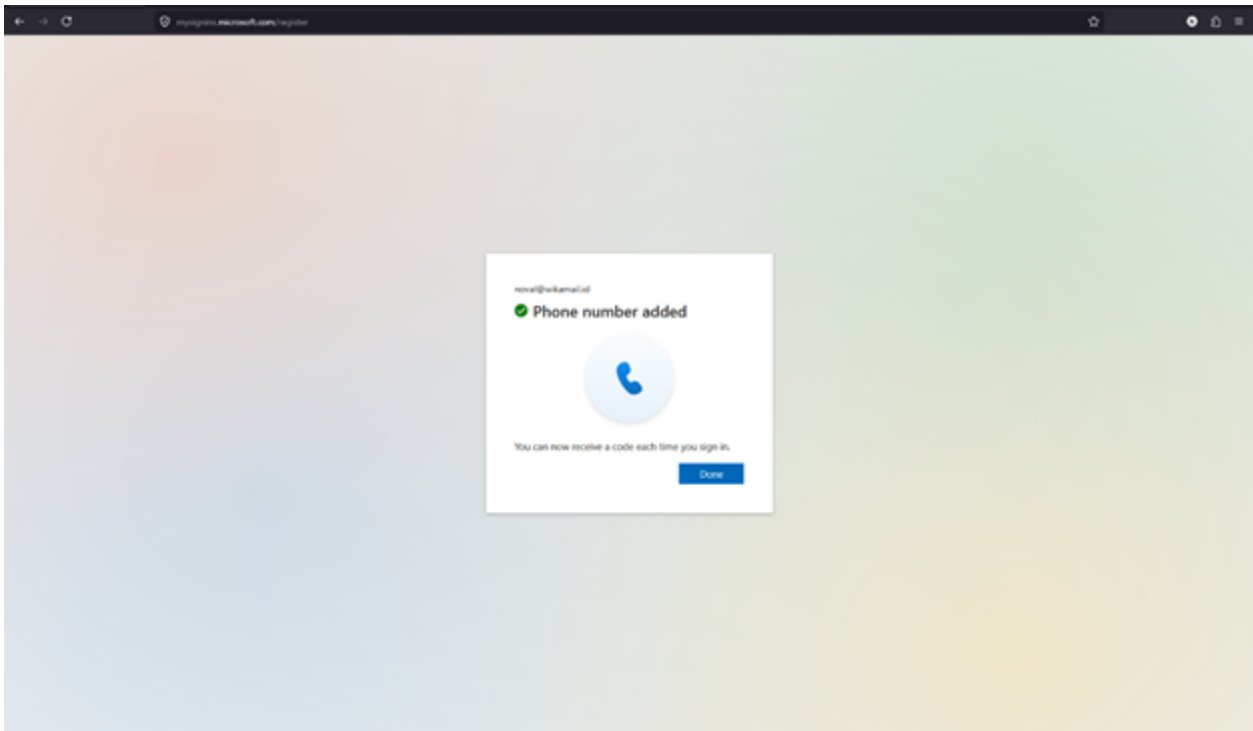 mysignins.microsoft.com/register
noval@wikamail.id
Phone number added
You can now receive a code each time you sign in.
Done